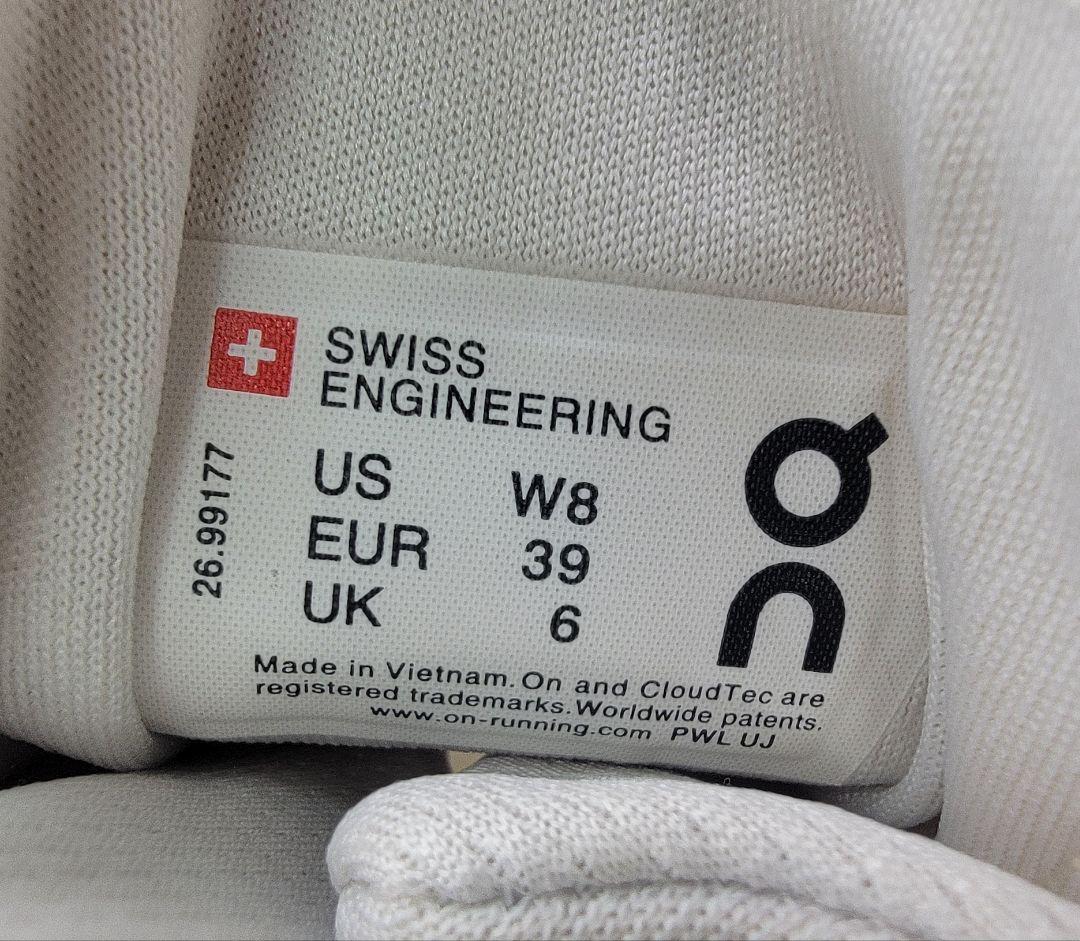 SWISS
ENGINEERING
US W8
EUR 39
UK 6
26.99177
On
Made in Vietnam. On and CloudTec are
registered trademarks. Worldwide patents.
www.on-running.com PWL UJ